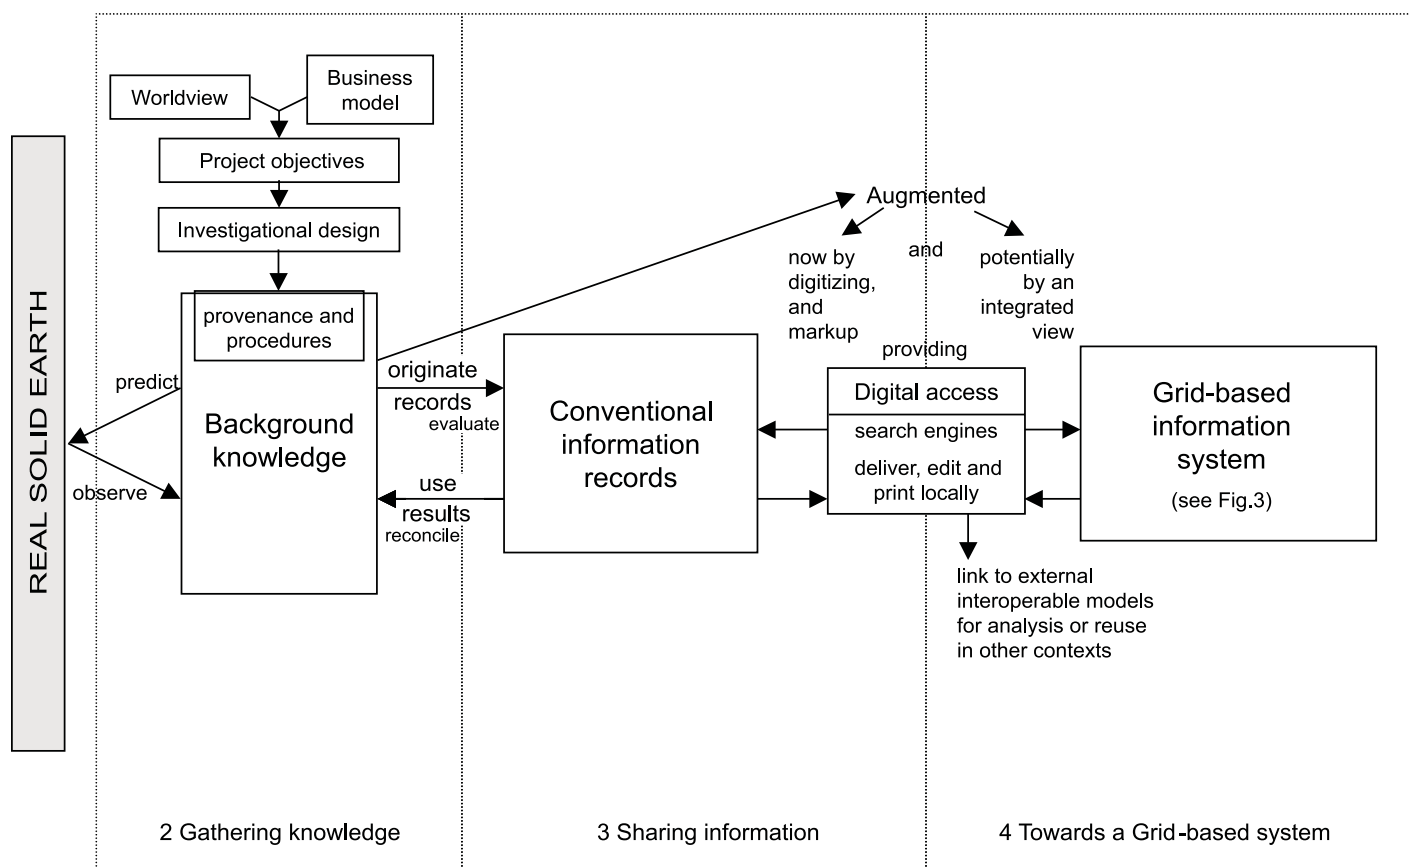 REAL SOLID EARTH
Worldview
Business
model
Project objectives
Investigational design
provenance and
procedures
Background
knowledge
predict
observe
originate
records
evaluate
use
results
reconcile
Conventional
information
records
Augmented
and
now by
digitizing,
and
markup
potentially
by an
integrated
view
providing
Digital access
search engines
deliver, edit and
print locally
Grid-based
information
system
(see Fig.3)
link to external
interoperable models
for analysis or reuse
in other contexts
2 Gathering knowledge
3 Sharing information
4 Towards a Grid-based system